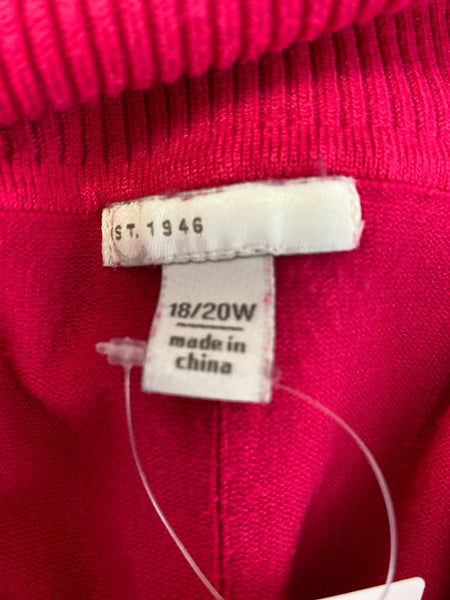 ST. 1946
18/20W
made in
china